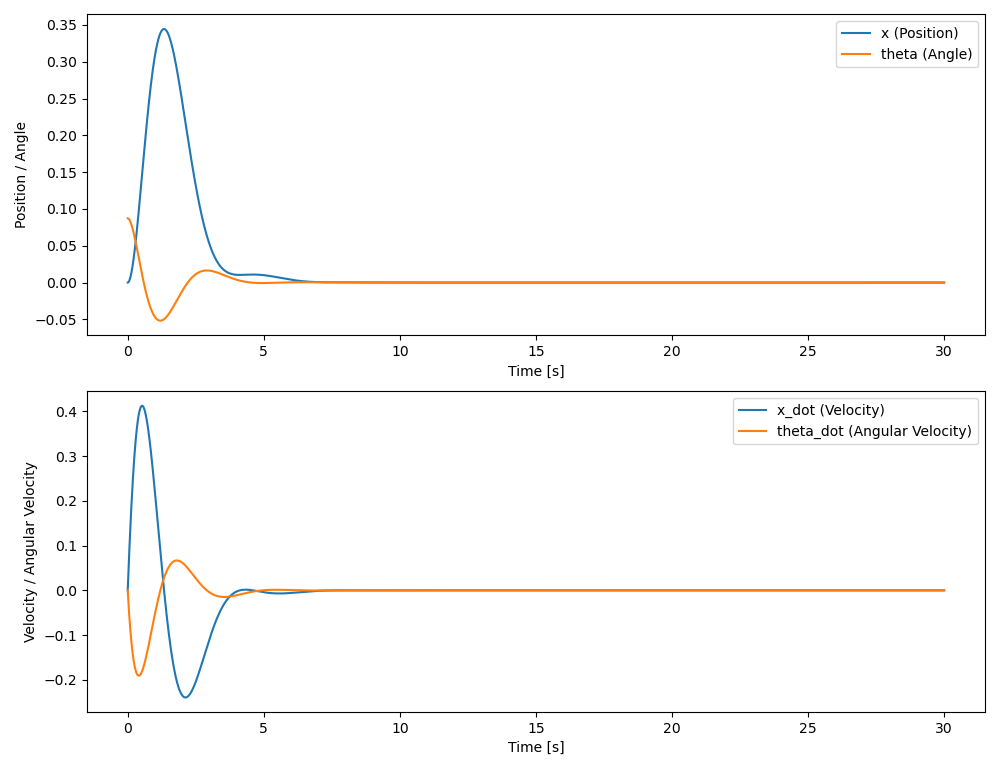 0.35
0.30
0.25
0.20
0.15
0.10
0.05
0.00
−0.05
Position / Angle
x (Position)
theta (Angle)
0 5 10 15 20 25 30
Time [s]
0.4
0.3
0.2
0.1
0.0
−0.1
−0.2
Velocity / Angular Velocity
x_dot (Velocity)
theta_dot (Angular Velocity)
0 5 10 15 20 25 30
Time [s]